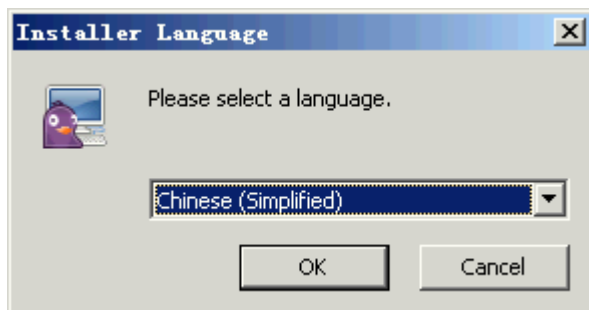 Installer Language
Please select a language.
Chinese (Simplified)
OK
Cancel